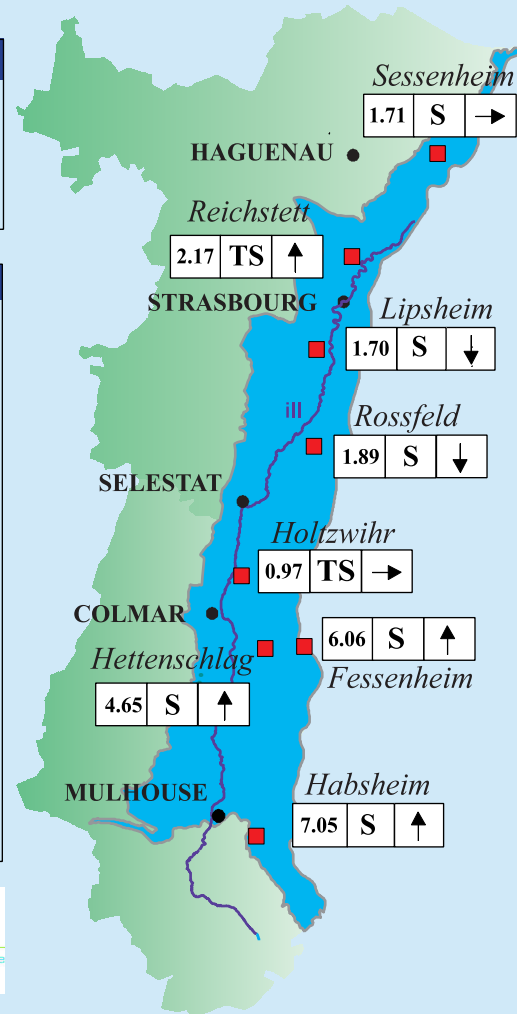 Sessenheim
1.71 S →
HAGUENAU
Reichstett
2.17 TS ↑
STRASBOURG
Lipsheim
1.70 S ↓
ill
Rossfeld
1.89 S ↓
SELESTAT
Holtzwihr
0.97 TS →
COLMAR
6.06 S ↑
Hettenschlag
Fessenheim
4.65 S ↑
Habsheim
MULHOUSE
7.05 S ↑